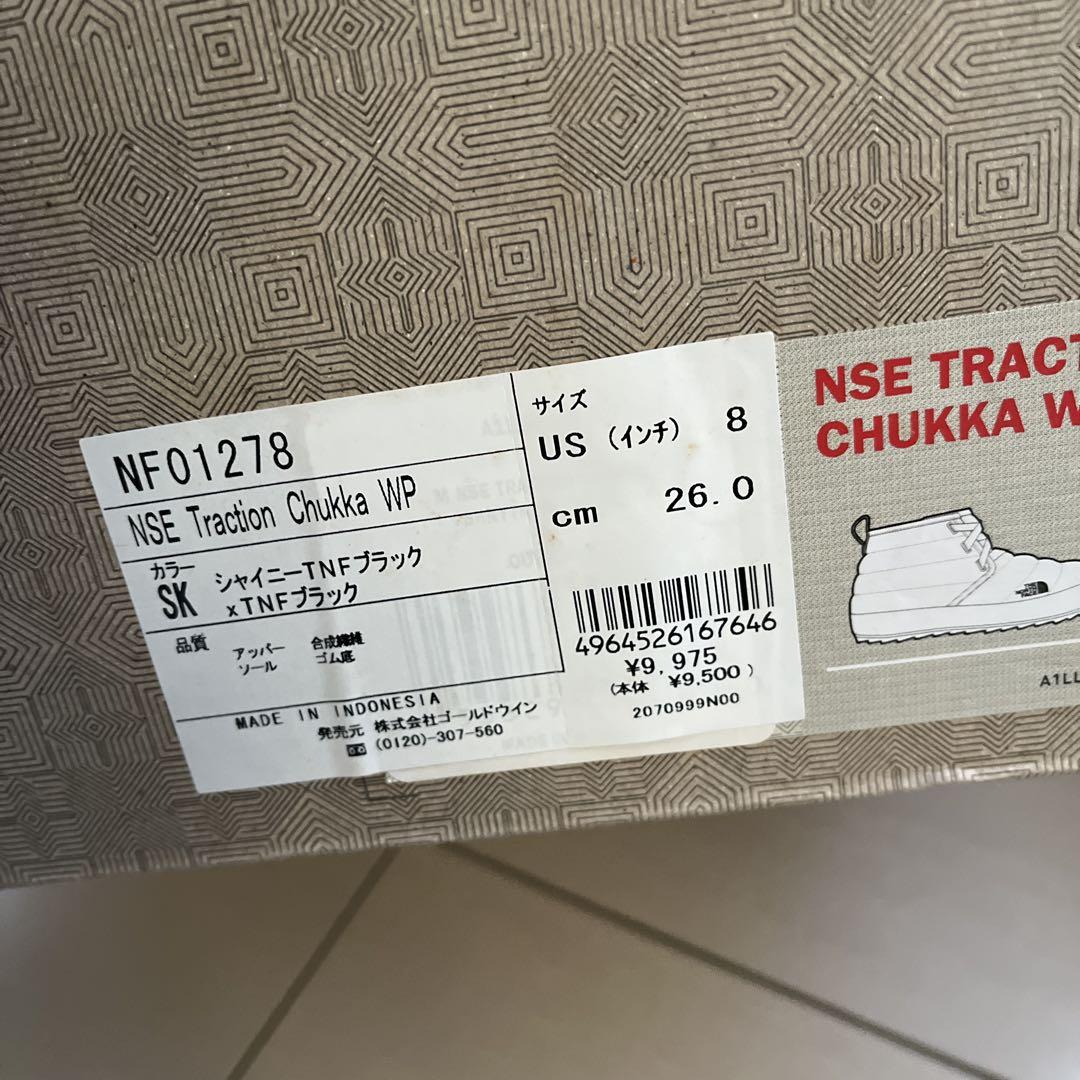 NF01278
NSE Traction Chukka WP
カラー
SK シャイニーTNFブラック
xTNFブラック
品質 アッパー 合成繊維
ソール ゴム底
MADE IN INDONESIA
発売元 株式会社ゴールドウイン
(0120)-307-560
サイズ
US (インチ) 8
cm 26.0
4964526167646
¥9,975
(本体 ¥9,500)
2070999N00
NSE TRACT
CHUKKA W
THE NORTH FACE
A1LL